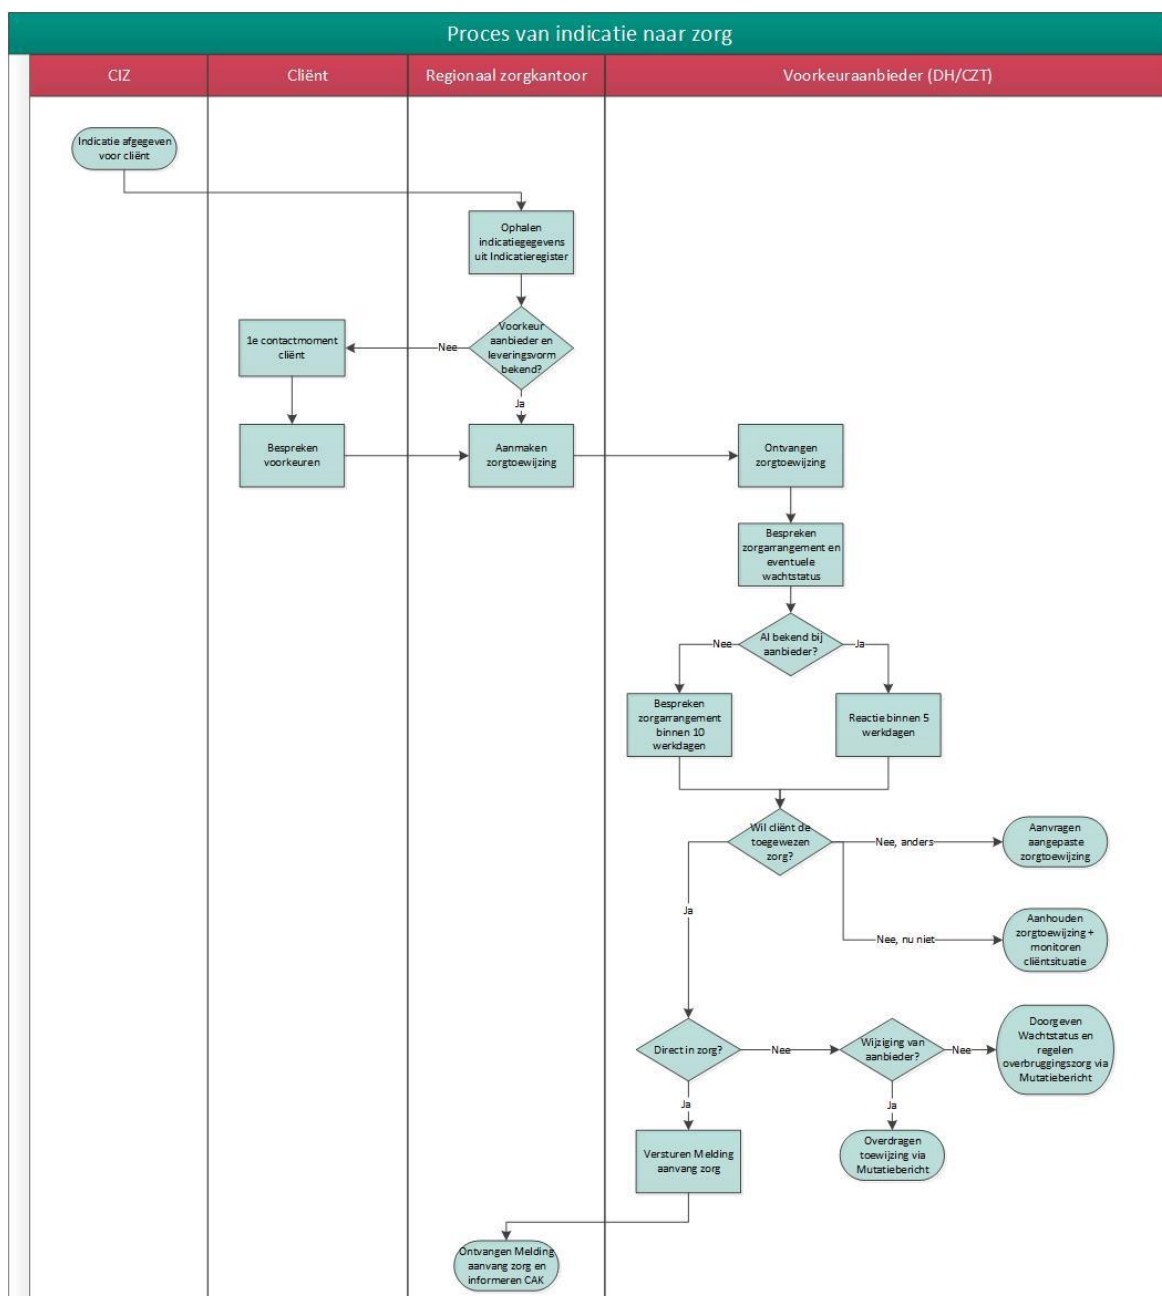 Proces van indicatie naar zorg
CIZ
Cliënt
Regionaal zorgkantoor
Voorkeuraanbieder (DH/CZT)
Indicatie afgegeven
voor cliënt
Ophalen
indicatiegegevens
uit Indicatieregister
Voorkeur
aanbieder en
leveringsvorm
bekend?
Nee
1e contactmoment
cliënt
Ja
Bespreken
voorkeuren
Aanmaken
zorgtoewijzing
Ontvangen
zorgtoewijzing
Bespreken
zorgarrangement en
eventuele
wachtstatus
Al bekend bij
aanbieder?
Nee
Ja
Bespreken
zorgarrangement
binnen 10
werkdagen
Reactie binnen 5
werkdagen
Wil cliënt de
toegewezen
zorg?
Nee, anders
Aanvragen
aangepaste
zorgtoewijzing
Ja
Nee, nu niet
Aanhouden
zorgtoewijzing +
monitoren
cliëntsituatie
Direct in zorg?
Nee
Wijziging van
aanbieder?
Nee
Doorgeven
Wachtstatus en
regelen
overbruggingszorg via
Mutatiebericht
Ja
Ja
Versturen Melding
aanvang zorg
Overdragen
toewijzing via
Mutatiebericht
Ontvangen Melding
aanvang zorg en
informeren CAK